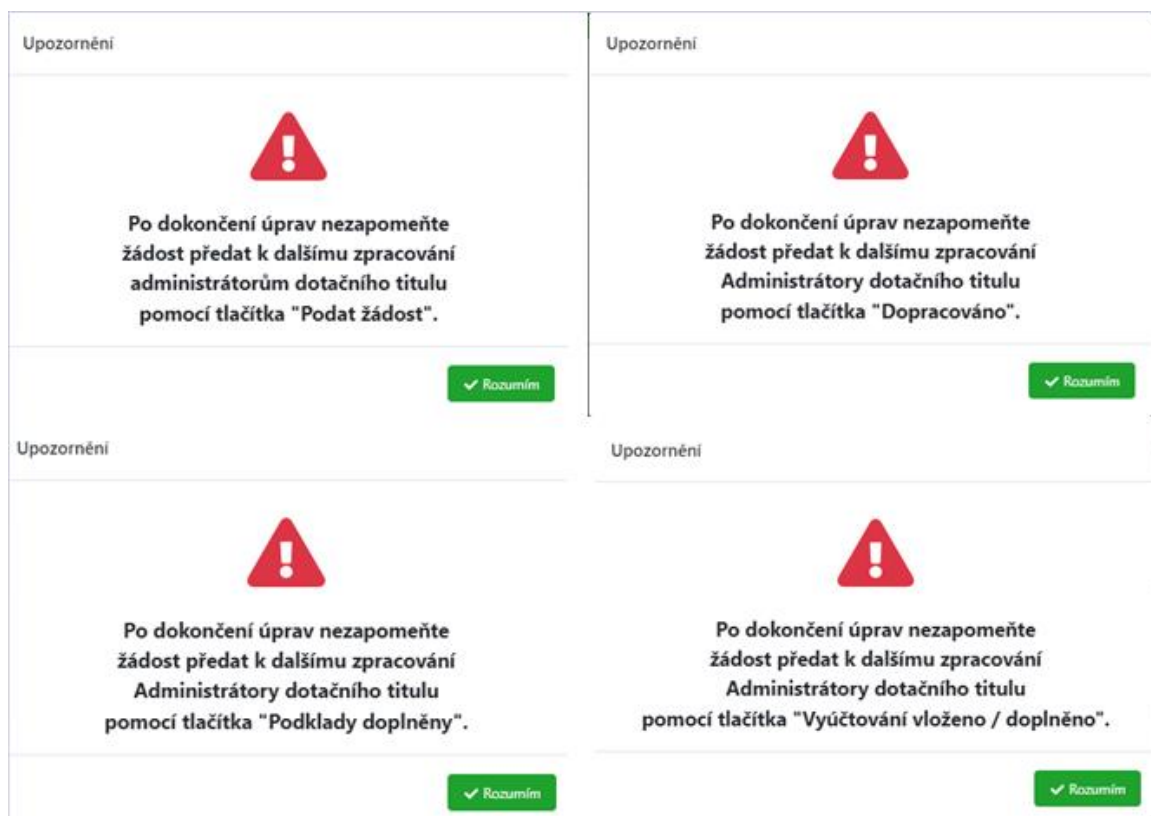 Upozornění
Po dokončení úprav nezapomeňte
žádost předat k dalšímu zpracování
administrátorům dotačního titulu
pomocí tlačítka "Podat žádost".
Rozumím
Upozornění
Po dokončení úprav nezapomeňte
žádost předat k dalšímu zpracování
Administrátory dotačního titulu
pomocí tlačítka "Dopracováno".
Rozumím
Upozornění
Po dokončení úprav nezapomeňte
žádost předat k dalšímu zpracování
Administrátory dotačního titulu
pomocí tlačítka "Podklady doplněny".
Rozumím
Upozornění
Po dokončení úprav nezapomeňte
žádost předat k dalšímu zpracování
Administrátory dotačního titulu
pomocí tlačítka "Vyúčtování vloženo / doplněno".
Rozumím